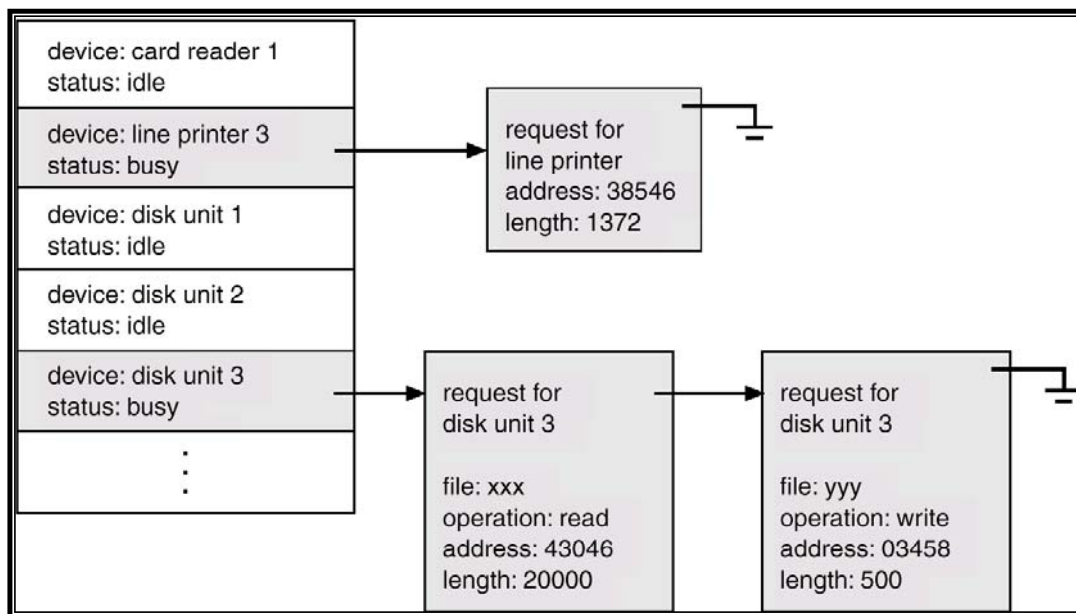 device: card reader 1
status: idle
device: line printer 3
status: busy
device: disk unit 1
status: idle
device: disk unit 2
status: idle
device: disk unit 3
status: busy
request for
line printer
address: 38546
length: 1372
request for
disk unit 3
file: xxx
operation: read
address: 43046
length: 20000
request for
disk unit 3
file: yyy
operation: write
address: 03458
length: 500